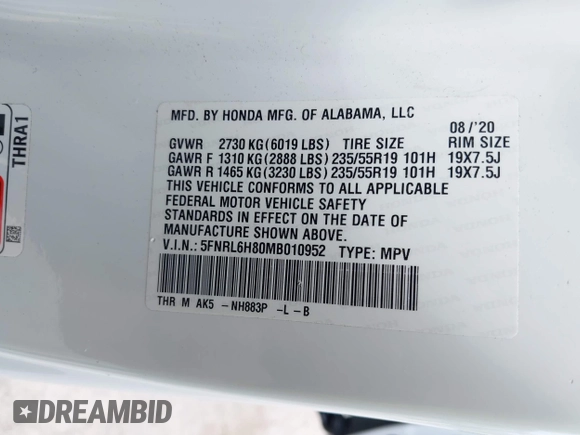 MFD. BY HONDA MFG. OF ALABAMA, LLC
08/'20
GVWR 2730 KG(6019 LBS) TIRE SIZE RIM SIZE
GAWR F 1310 KG(2888 LBS) 235/55R19 101H 19X7.5J
GAWR R 1465 KG(3230 LBS) 235/55R19 101H 19X7.5J
THIS VEHICLE CONFORMS TO ALL APPLICABLE
FEDERAL MOTOR VEHICLE SAFETY
STANDARDS IN EFFECT ON THE DATE OF
MANUFACTURE SHOWN ABOVE.
V.I.N.: 5FNRL6H80MB010952 TYPE: MPV
THR M AK5 -NH883P -L -B
THRA1
DREAMBID